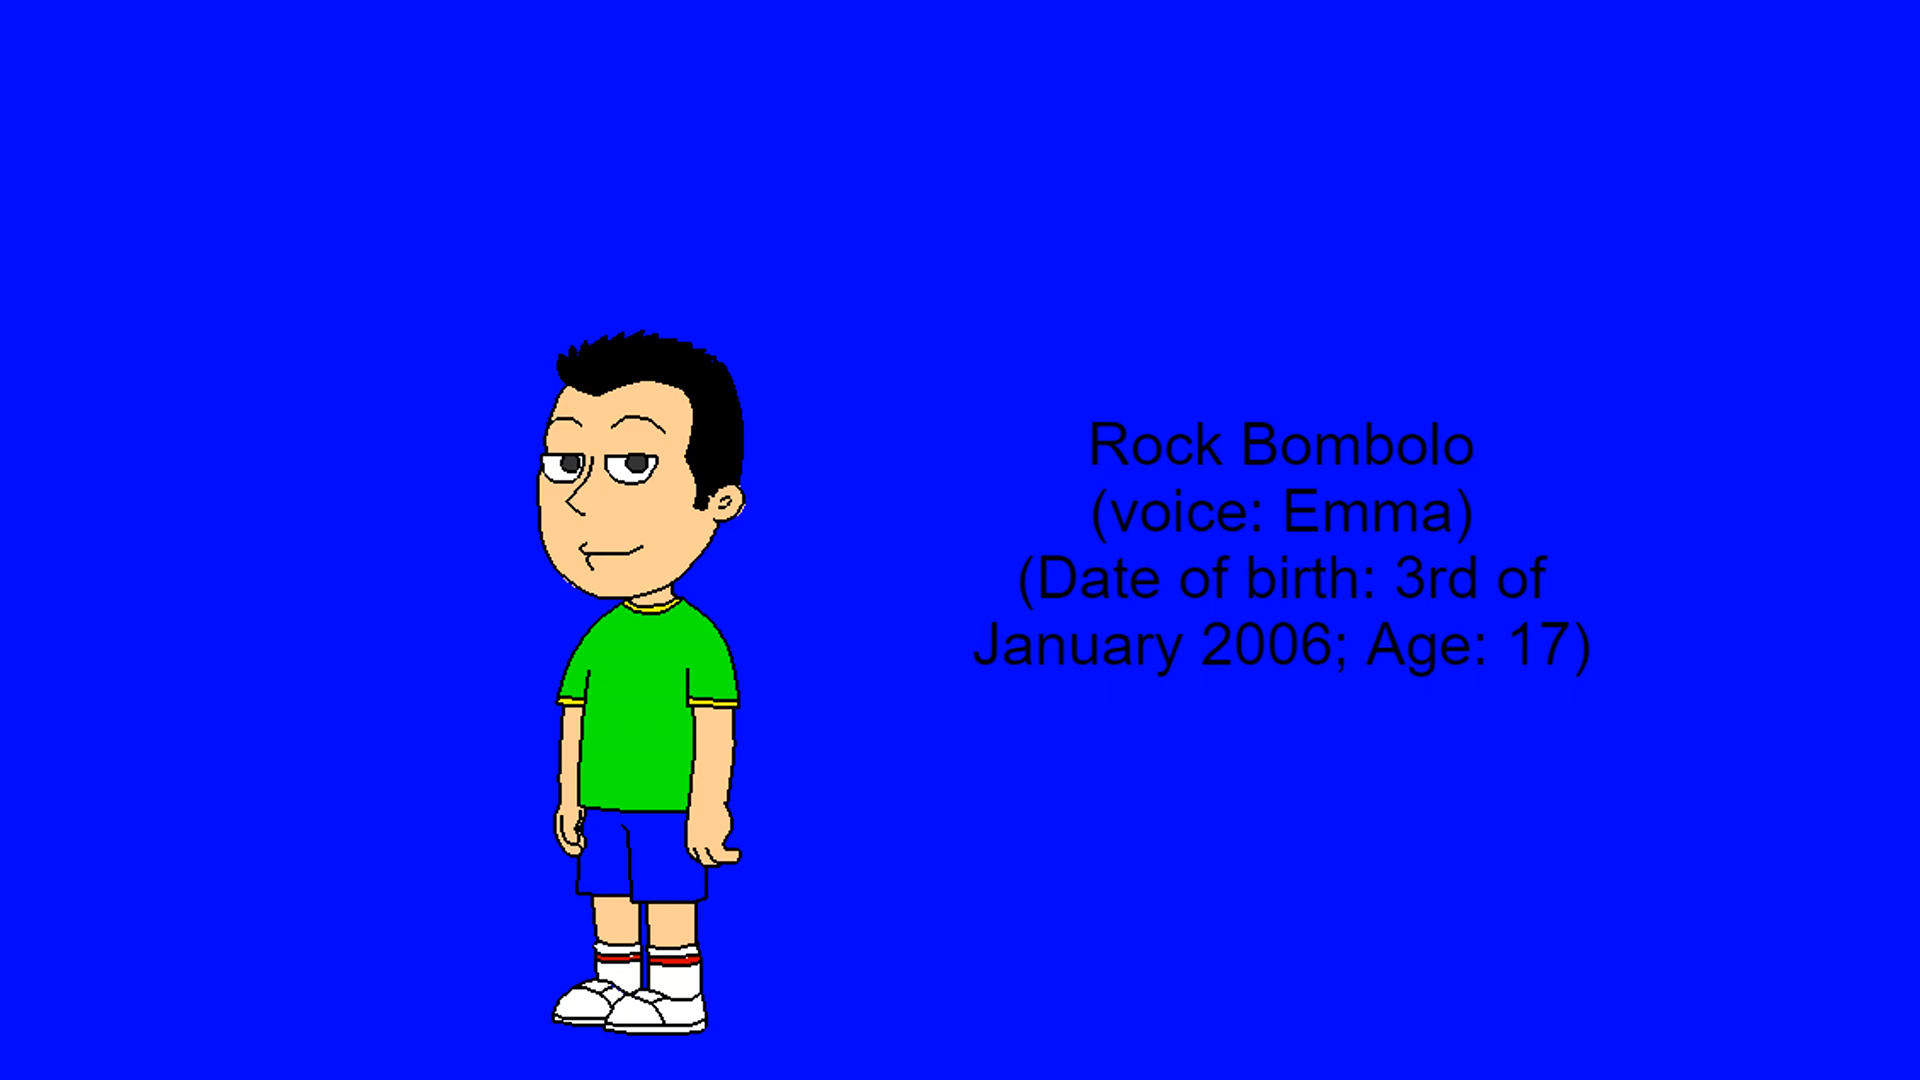 Rock Bombolo
(voice: Emma)
(Date of birth: 3rd of
January 2006; Age: 17)